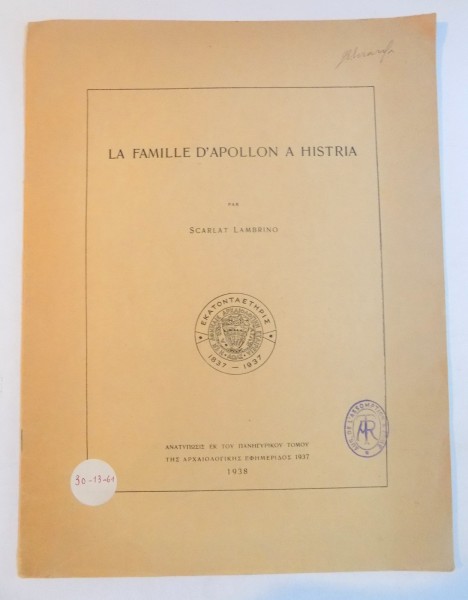 LA FAMILLE D'APOLLON A HISTRIA
PAR
SCARLAT LAMBRINO
ΕΚΑΤΟΝΤΑΕΤΗΡΙΣ
1837 – 1937
ΑΝΑΤΥΠΩΣΙΣ ΕΚ ΤΟΥ ΠΑΝΗΓΥΡΙΚΟΥ ΤΟΜΟΥ
ΤΗΣ ΑΡΧΑΙΟΛΟΓΙΚΗΣ ΕΦΗΜΕΡΙΔΟΣ 1937
1938
30-13-61